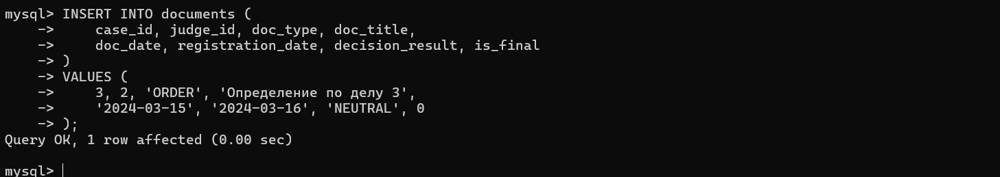 mysql> INSERT INTO documents (
    ->     case_id, judge_id, doc_type, doc_title,
    ->     doc_date, registration_date, decision_result, is_final
    -> )
    -> VALUES (
    ->     3, 2, 'ORDER', 'Определение по делу 3',
    ->     '2024-03-15', '2024-03-16', 'NEUTRAL', 0
    -> );
Query OK, 1 row affected (0.00 sec)

mysql>